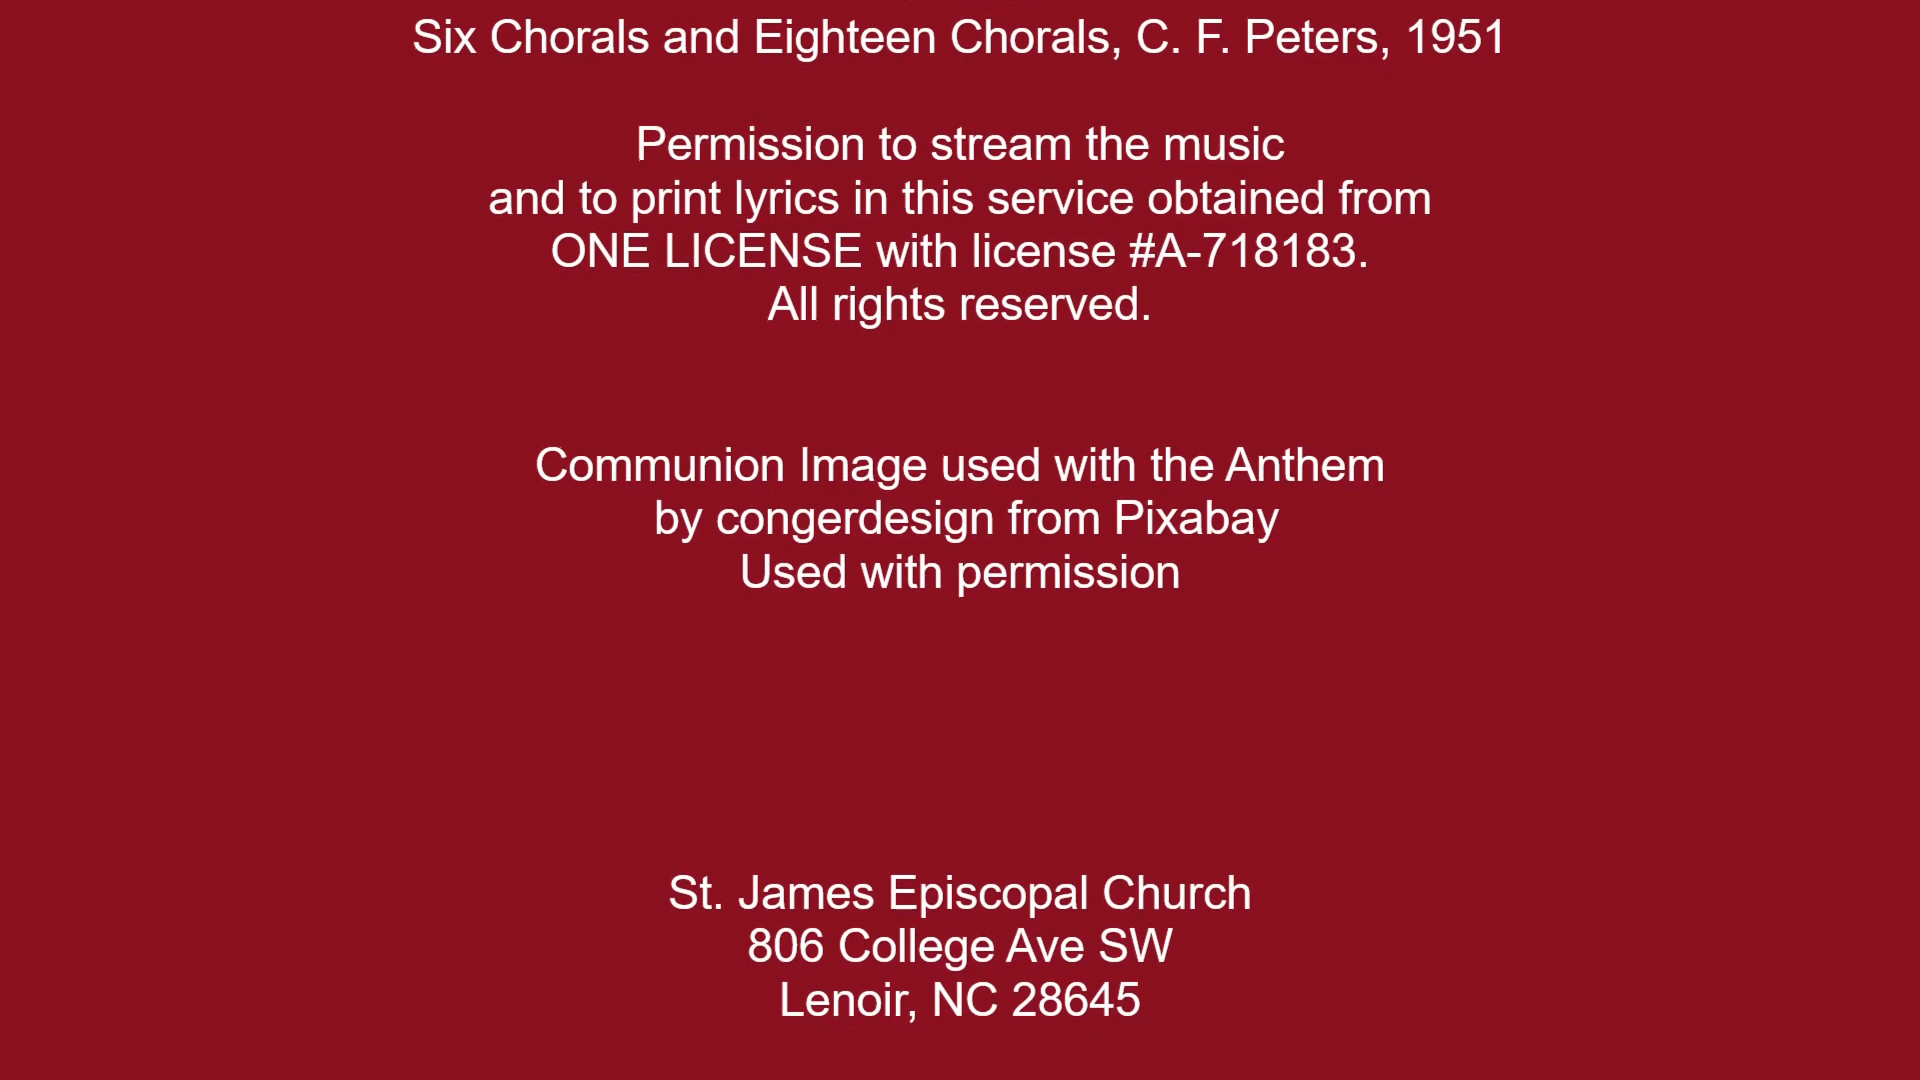 Six Chorals and Eighteen Chorals, C. F. Peters, 1951
Permission to stream the music
and to print lyrics in this service obtained from
ONE LICENSE with license #A-718183.
All rights reserved.
Communion Image used with the Anthem
by congerdesign from Pixabay
Used with permission
St. James Episcopal Church
806 College Ave SW
Lenoir, NC 28645